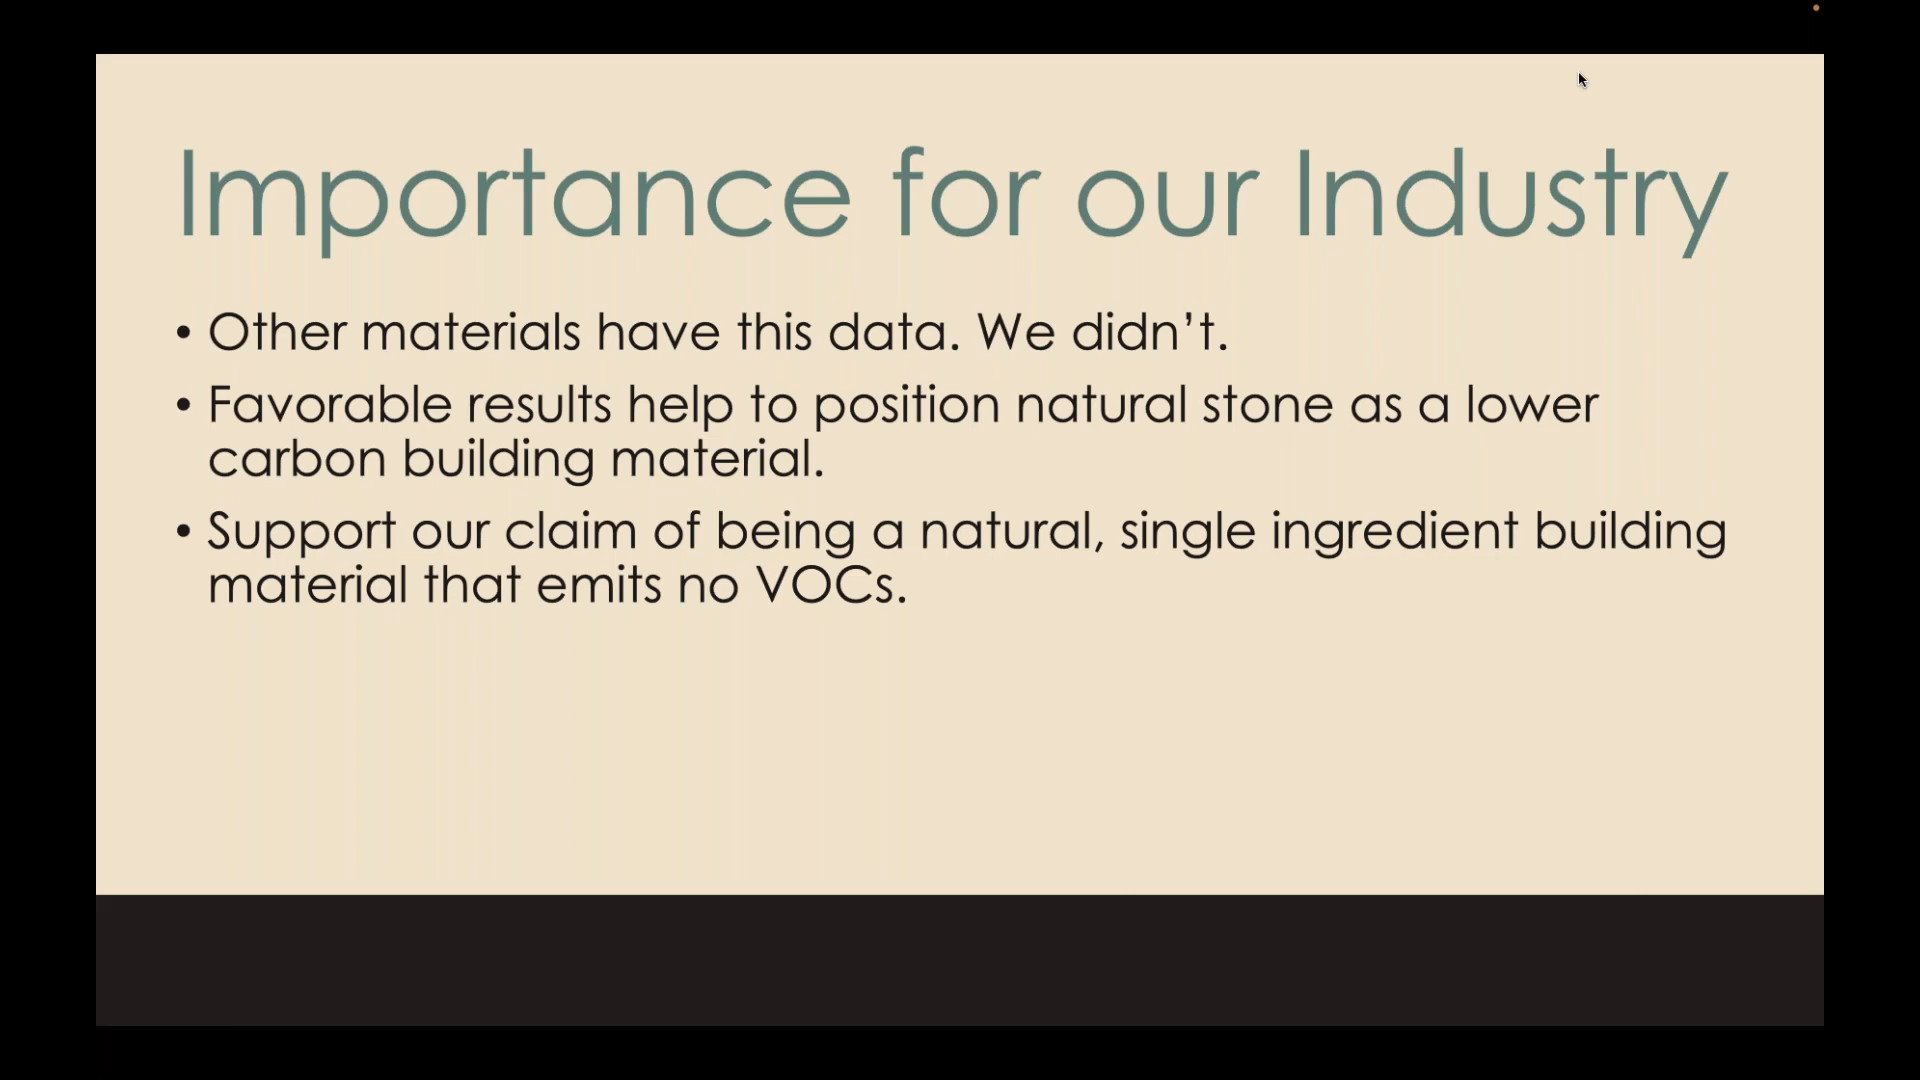 Importance for our Industry
• Other materials have this data. We didn’t.
• Favorable results help to position natural stone as a lower
carbon building material.
• Support our claim of being a natural, single ingredient building
material that emits no VOCs.